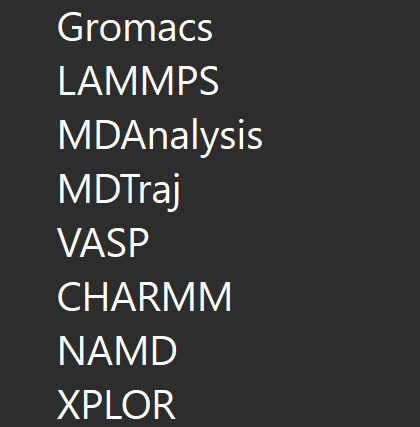 Gromacs
LAMMPS
MDAnalysis
MDTraj
VASP
CHARMM
NAMD
XPLOR